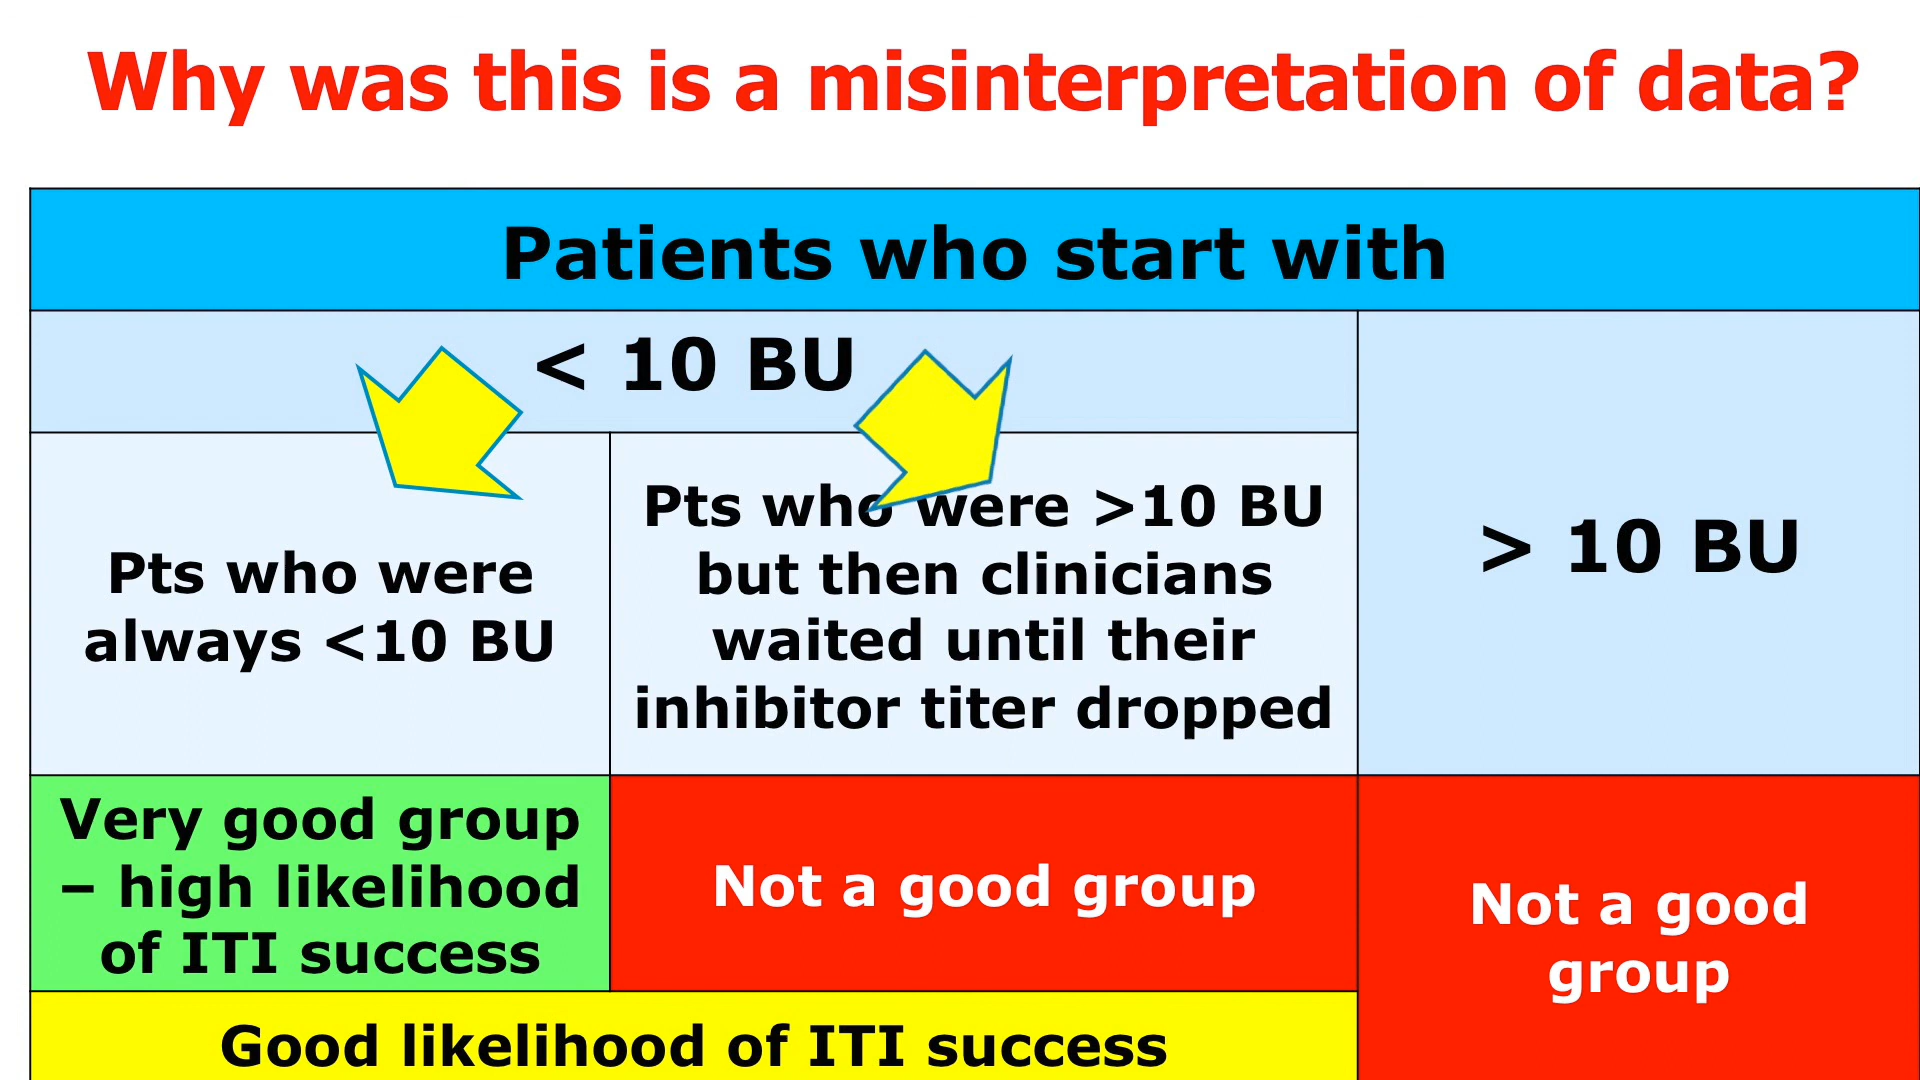 Why was this is a misinterpretation of data?
Patients who start with
< 10 BU
> 10 BU
Pts who were
always <10 BU
Pts who were >10 BU
but then clinicians
waited until their
inhibitor titer dropped
Very good group
– high likelihood
of ITI success
Not a good group
Not a good
group
Good likelihood of ITI success